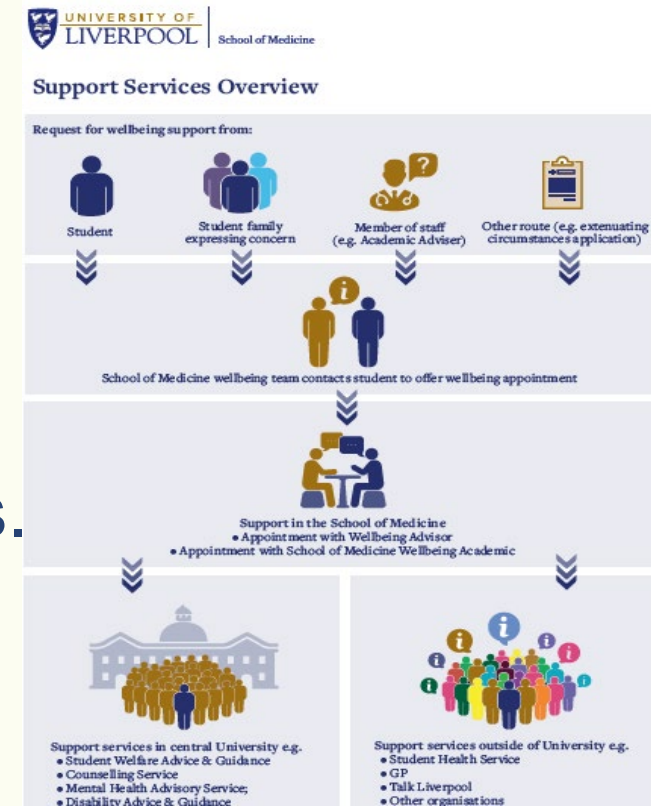 UNIVERSITY OF
LIVERPOOL
School of Medicine
Support Services Overview
Request for wellbeing support from:
?
Student
Student family
expressing concern
Member of staff
(e.g. Academic Adviser)
Other route (e.g. extenuating
circumstances application)
i
School of Medicine wellbeing team contacts student to offer wellbeing appointment
s.
Support in the School of Medicine
• Appointment with Wellbeing Advisor
• Appointment with School of Medicine Wellbeing Academic
i
i
i
i
i
i
i
Support services in central University e.g.
• Student Welfare Advice & Guidance
• Counselling Service
• Mental Health Advisory Service;
• Disability Advice & Guidance
Support services outside of University e.g.
• Student Health Service
• GP
• Talk Liverpool
• Other organisations